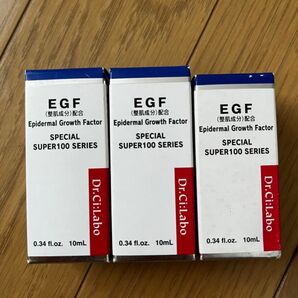 EGF
(整肌成分)配合
Epidermal Growth Factor
SPECIAL
SUPER100 SERIES
Dr.Ci:Labo
0.34 fl.oz. 10mL
EGF
(整肌成分)配合
Epidermal Growth Factor
SPECIAL
SUPER100 SERIES
Dr.Ci:Labo
0.34 fl.oz. 10mL
EGF
(整肌成分)配合
Epidermal Growth Factor
SPECIAL
SUPER100 SERIES
Dr.Ci:Labo
0.34 fl.oz. 10mL